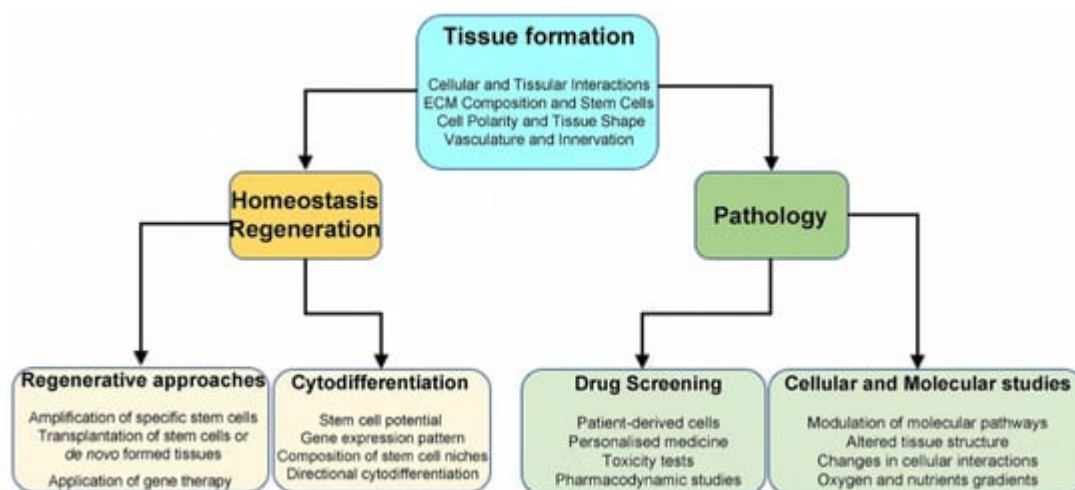 Tissue formation
Cellular and Tissular Interactions
ECM Composition and Stem Cells
Cell Polarity and Tissue Shape
Vasculature and Innervation
Homeostasis
Regeneration
Pathology
Regenerative approaches
Amplification of specific stem cells
Transplantation of stem cells or
de novo formed tissues
Application of gene therapy
Cytodifferentiation
Stem cell potential
Gene expression pattern
Composition of stem cell niches
Directional cytodifferentiation
Drug Screening
Patient-derived cells
Personalised medicine
Toxicity tests
Pharmacodynamic studies
Cellular and Molecular studies
Modulation of molecular pathways
Altered tissue structure
Changes in cellular interactions
Oxygen and nutrients gradients